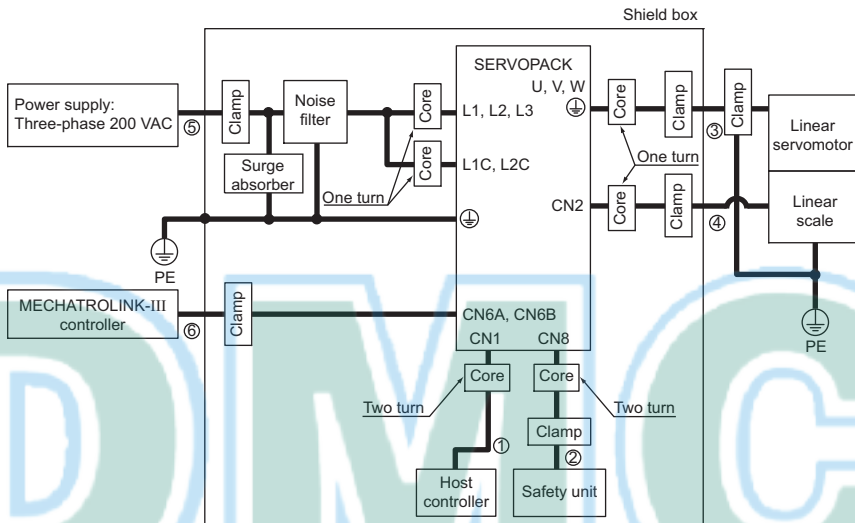 Shield box
SERVOPACK
U, V, W
Power supply:
Three-phase 200 VAC
⑤
Clamp
Noise
filter
Core
L1, L2, L3
Core
Clamp
③
Clamp
Linear
servomotor
Surge
absorber
Core
L1C, L2C
One turn
One turn
CN2
Core
Clamp
④
Linear
scale
PE
MECHATROLINK-III
controller
⑥
Clamp
CN6A, CN6B
CN1
CN8
PE
Core
Core
Two turn
Two turn
①
Clamp
②
Host
controller
Safety unit
DMC